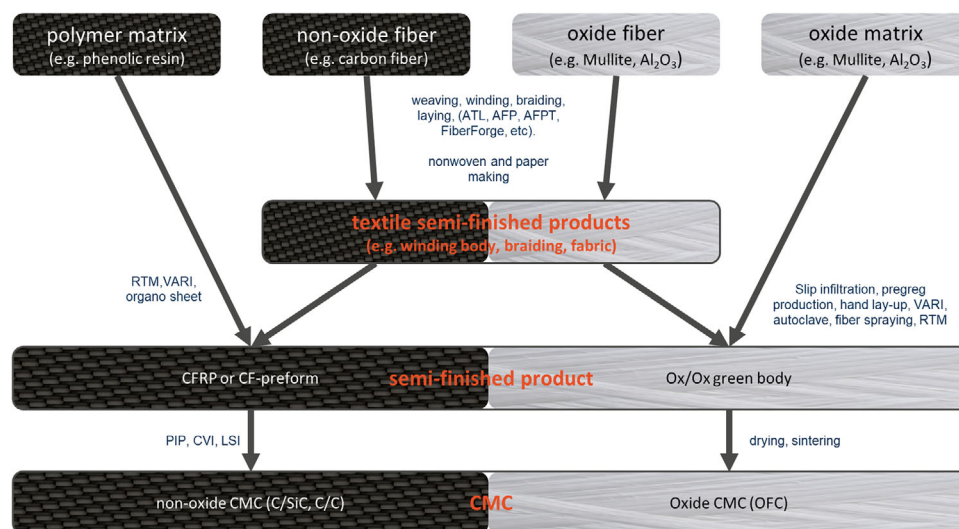 polymer matrix
(e.g. phenolic resin)
non-oxide fiber
(e.g. carbon fiber)
oxide fiber
(e.g. Mullite, Al₂O₃)
oxide matrix
(e.g. Mullite, Al₂O₃)
weaving, winding, braiding,
laying, (ATL, AFP, AFPT,
FiberForge, etc).
nonwoven and paper
making
textile semi-finished products
(e.g. winding body, braiding, fabric)
RTM,VARI,
organo sheet
Slip infiltration, pregreg
production, hand lay-up, VARI,
autoclave, fiber spraying, RTM
CFRP or CF-preform
semi-finished product
Ox/Ox green body
PIP, CVI, LSI
drying, sintering
non-oxide CMC (C/SiC, C/C)
CMC
Oxide CMC (OFC)